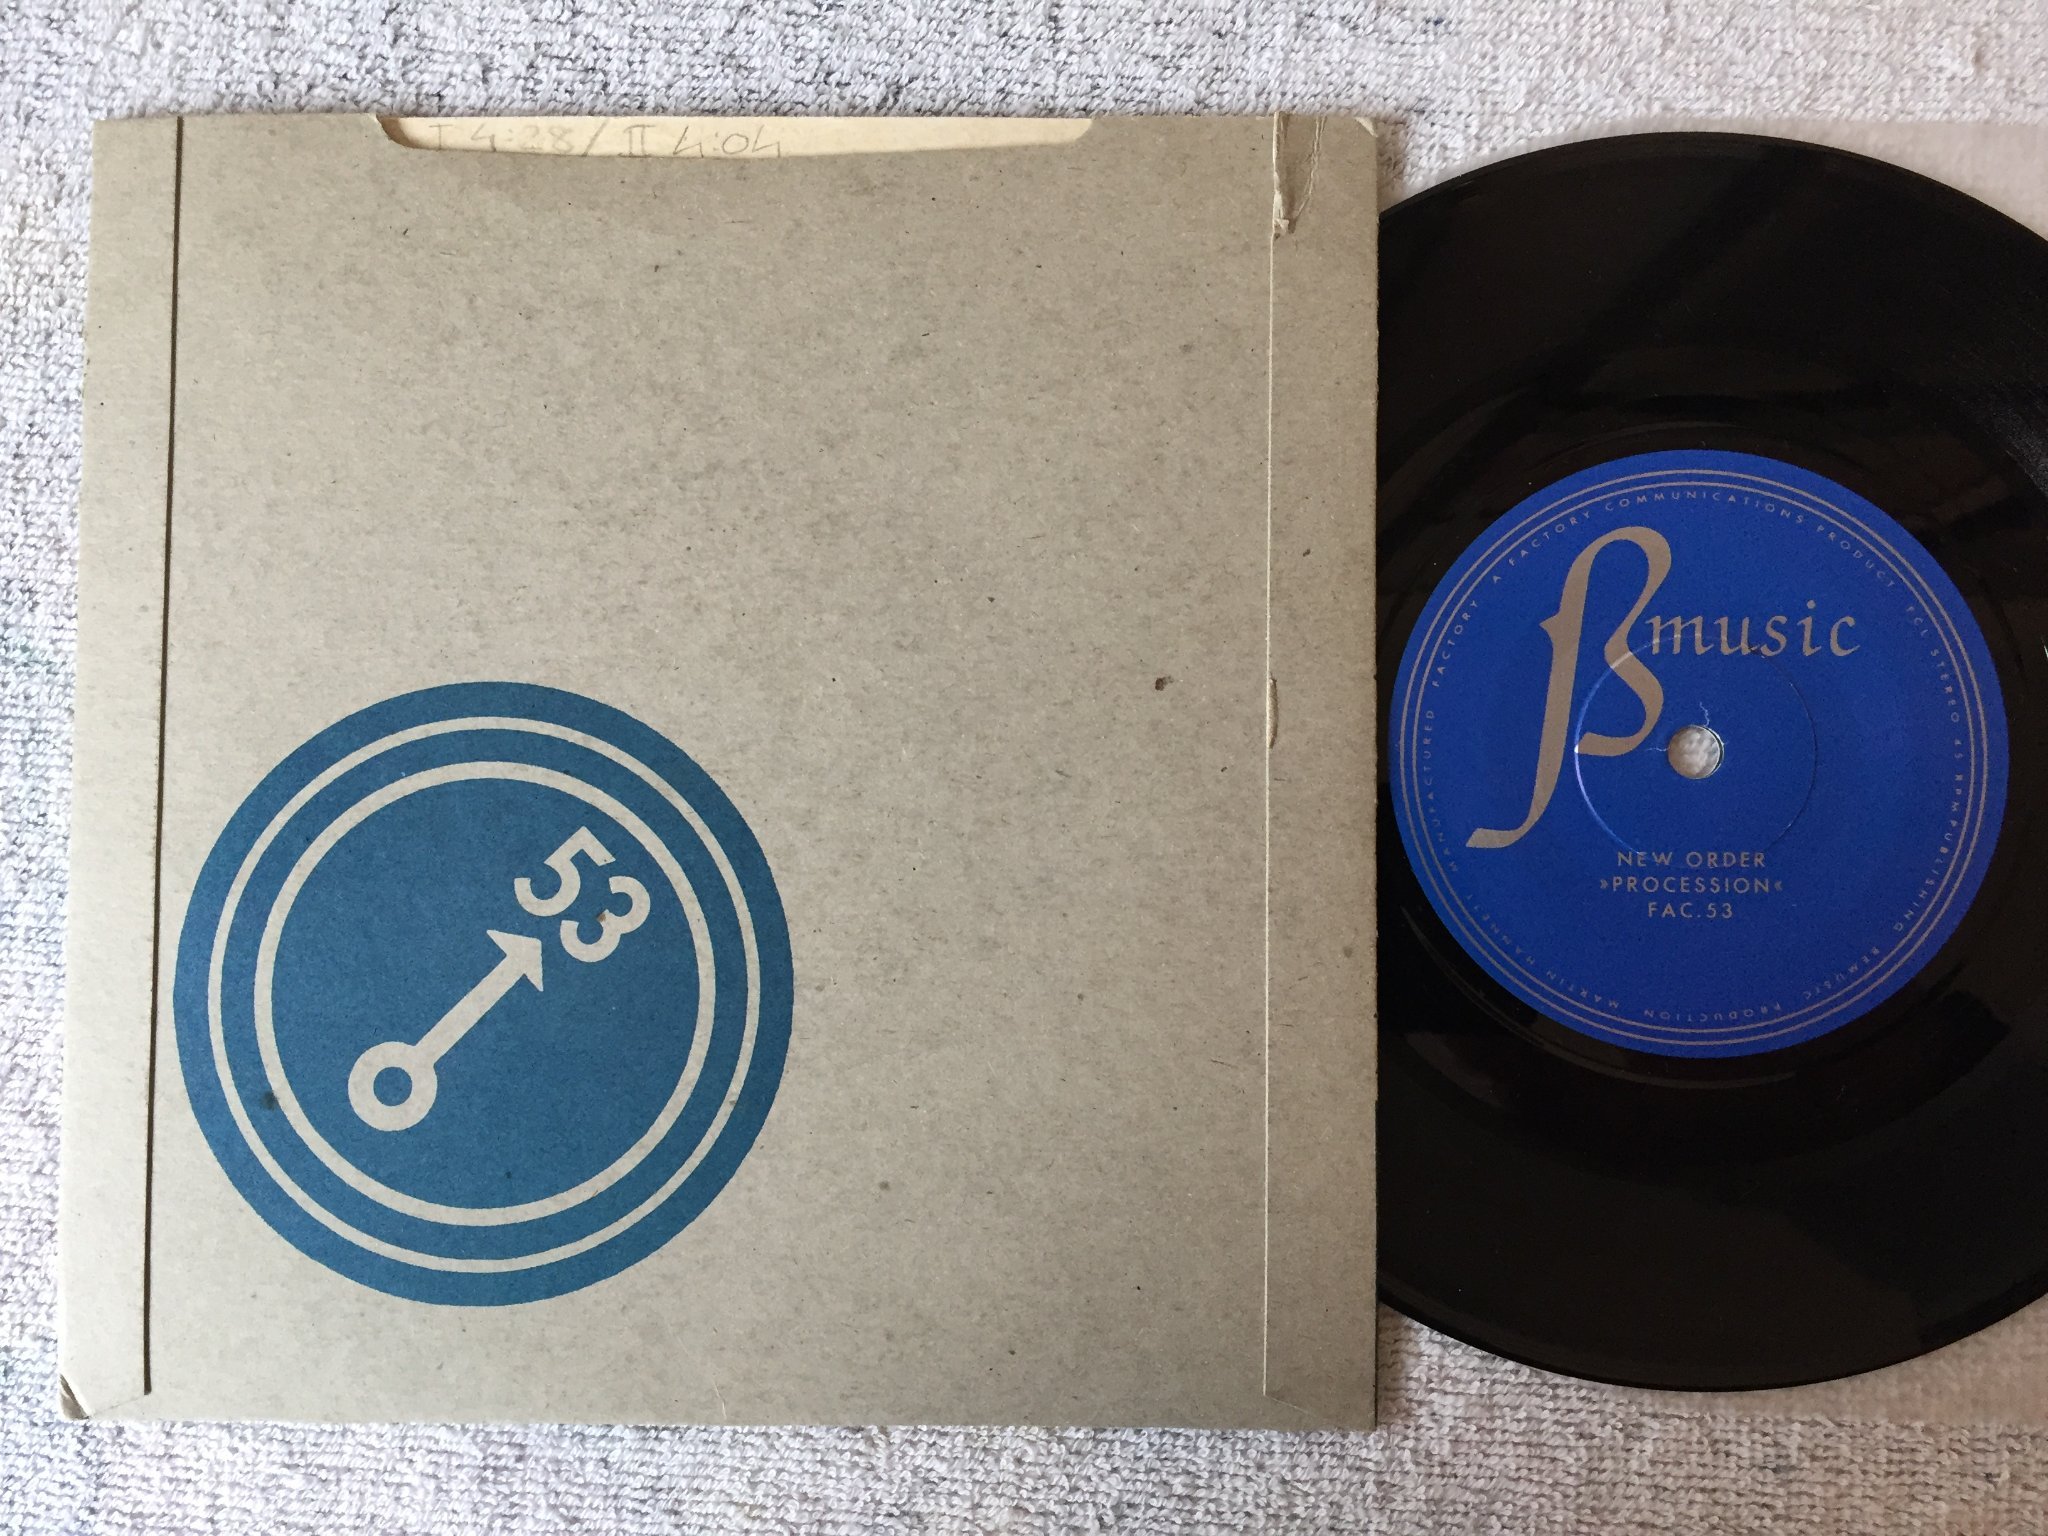 I 4:28 / II 4:04
53
ßmusic
NEW ORDER
»PROCESSION«
FAC.53
MANUFACTURED FACTORY A FACTORY COMMUNICATIONS PRODUCT FCL STEREO 45 RPM PUBLISHING BEMUSIC PRODUCTION MARTIN HANNETT